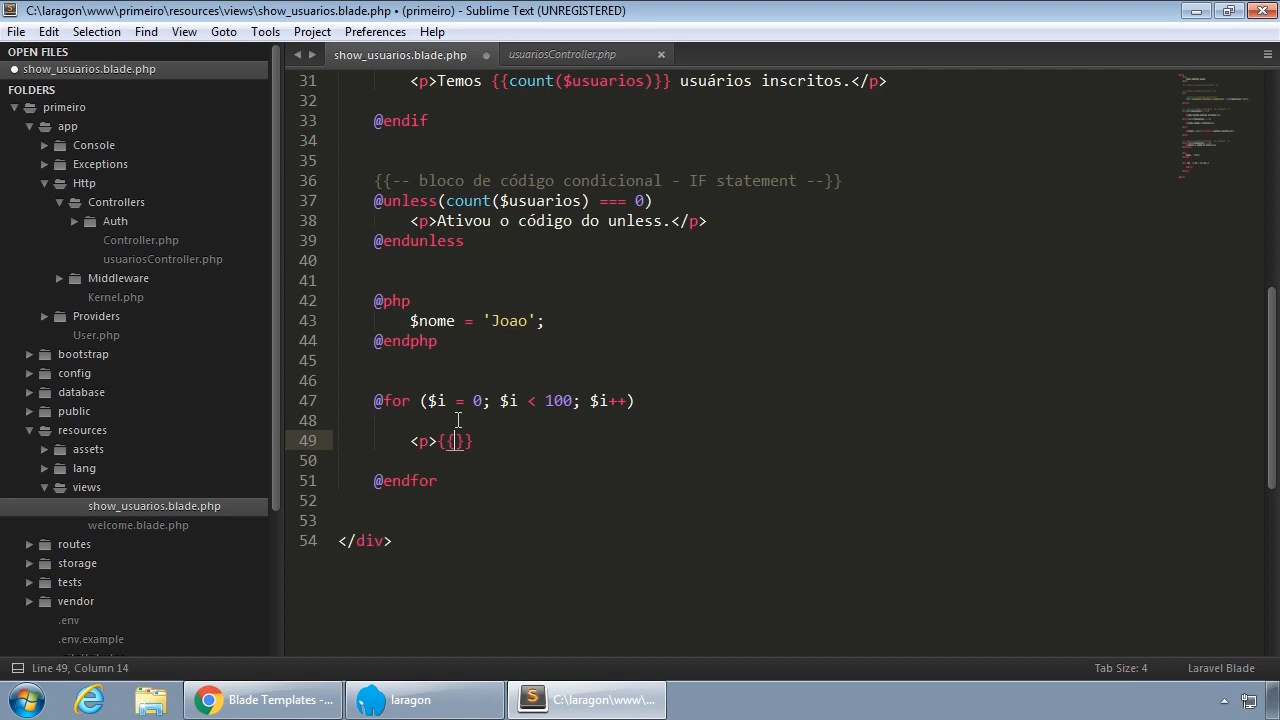 C:\laragon\www\primeiro\resources\views\show_usuarios.blade.php • (primeiro) - Sublime Text (UNREGISTERED)
File Edit Selection Find View Goto Tools Project Preferences Help
OPEN FILES
show_usuarios.blade.php
FOLDERS
primeiro
app
Console
Exceptions
Http
Controllers
Auth
Controller.php
usuariosController.php
Middleware
Kernel.php
Providers
User.php
bootstrap
config
database
public
resources
assets
lang
views
show_usuarios.blade.php
welcome.blade.php
routes
storage
tests
vendor
.env
.env.example
show_usuarios.blade.php usuariosController.php
31 <p>Temos {{count($usuarios)}} usuários inscritos.</p>
32
33 @endif
34
35
36 {{-- bloco de código condicional - IF statement --}}
37 @unless(count($usuarios) === 0)
38 <p>Ativou o código do unless.</p>
39 @endunless
40
41
42 @php
43 $nome = 'Joao';
44 @endphp
45
46
47 @for ($i = 0; $i < 100; $i++)
48
49 <p>{{}}
50
51 @endfor
52
53
54 </div>
Line 49, Column 14 Tab Size: 4 Laravel Blade
Blade Templates -... laragon C:\laragon\www\...